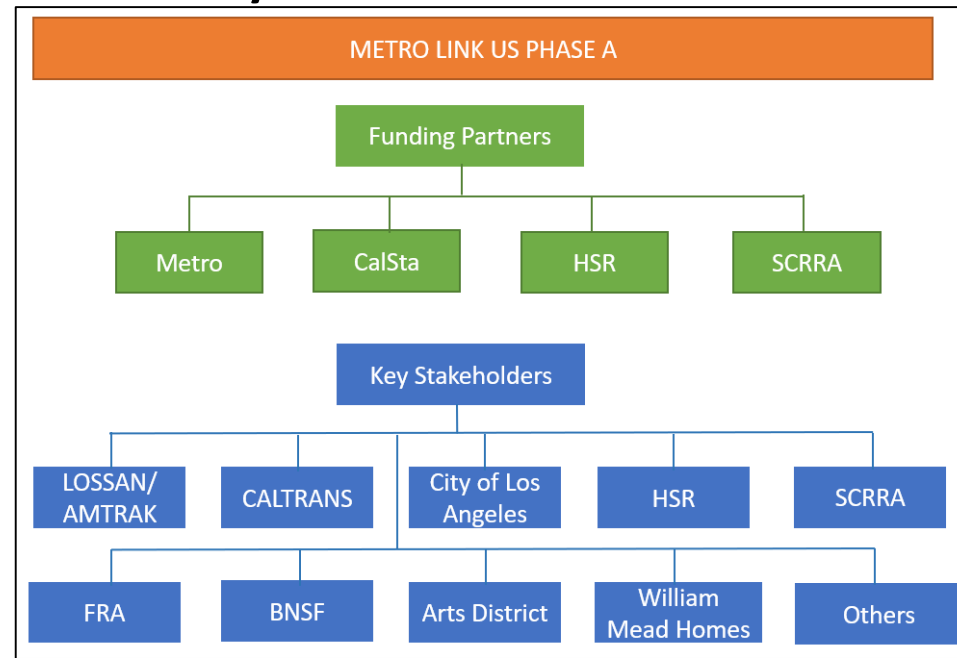 METRO LINK US PHASE A
Funding Partners
Metro
CalSta
HSR
SCRRA
Key Stakeholders
LOSSAN/
AMTRAK
CALTRANS
City of Los
Angeles
HSR
SCRRA
FRA
BNSF
Arts District
William
Mead Homes
Others